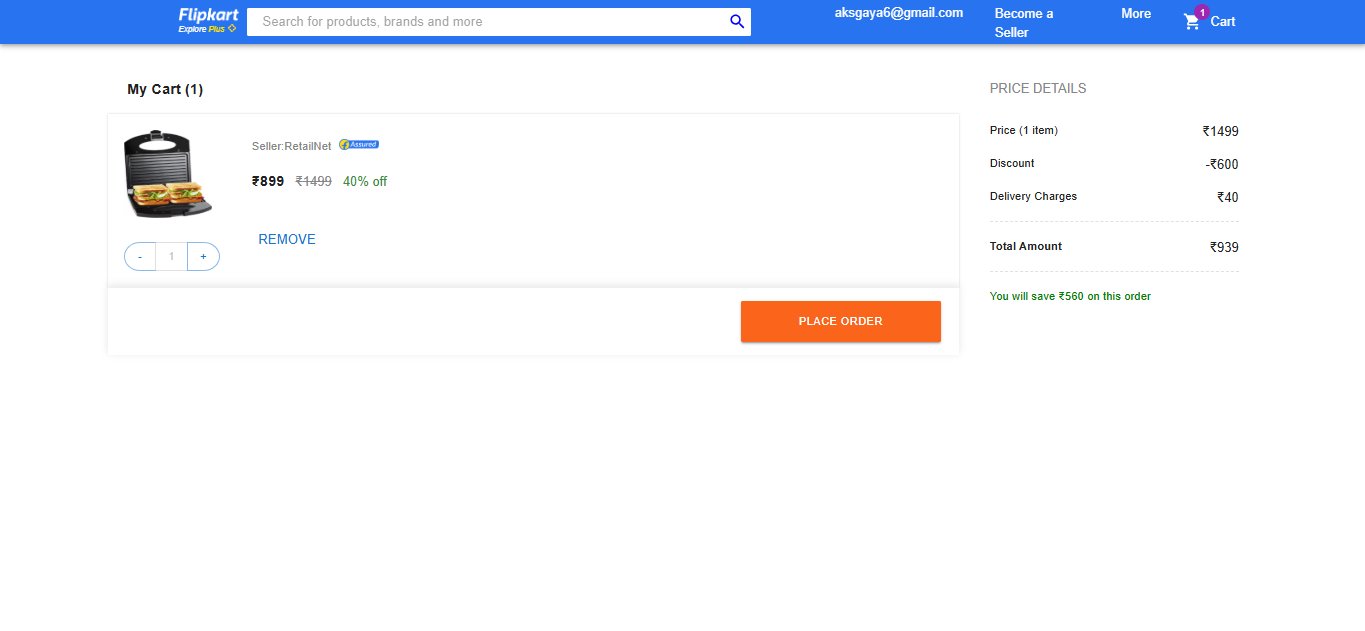 Flipkart
Explore Plus
Search for products, brands and more
aksgaya6@gmail.com
Become a
Seller
More
1
Cart
My Cart (1)
Seller:RetailNet
Assured
₹899 ₹1499 40% off
REMOVE
- 1 +
PLACE ORDER
PRICE DETAILS
Price (1 item) ₹1499
Discount -₹600
Delivery Charges ₹40
Total Amount ₹939
You will save ₹560 on this order